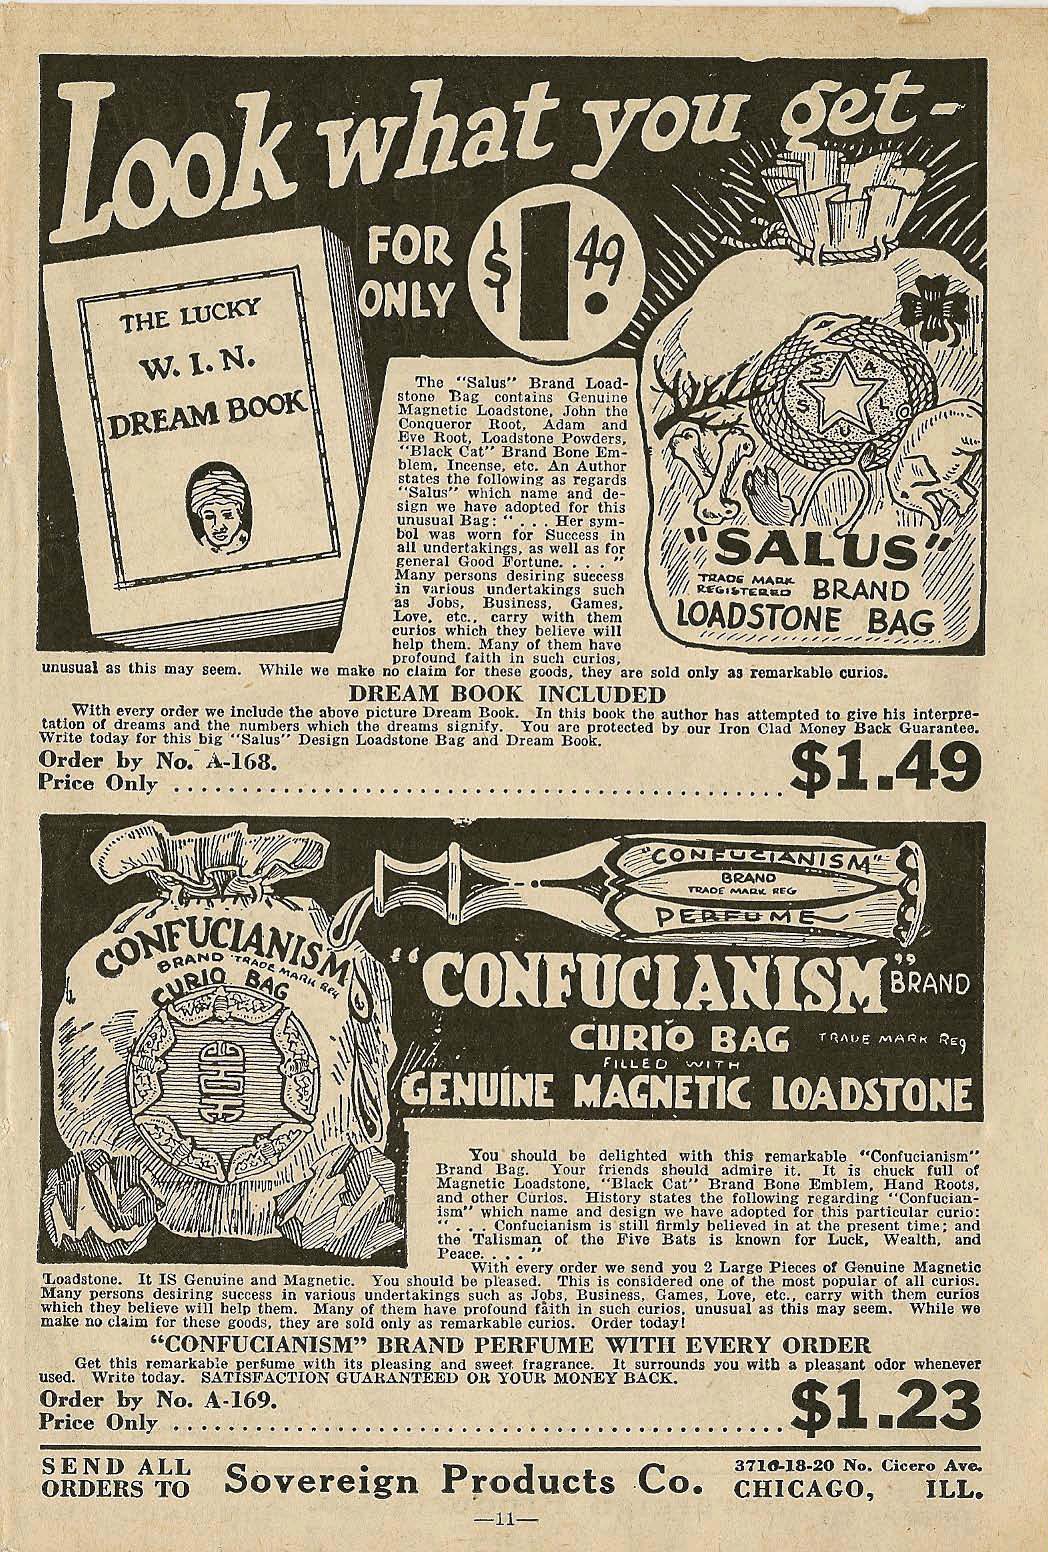 Look what you get-
FOR
ONLY
$1.49
THE LUCKY
W. I. N.
DREAM BOOK
The "Salus" Brand Load-
stone Bag contains Genuine
Magnetic Loadstone, John the
Conqueror Root, Adam and
Eve Root, Loadstone Powders,
"Black Cat" Brand Bone Em-
blem, Incense, etc. An Author
states the following as regards
"Salus" which name and de-
sign we have adopted for this
unusual Bag: ". . . Her sym-
bol was worn for Success in
all undertakings, as well as for
general Good Fortune. . . . "
Many persons desiring success
in various undertakings such
as Jobs, Business, Games,
Love, etc., carry with them
curios which they believe will
help them. Many of them have
profound faith in such curios,
unusual as this may seem. While we make no claim for these goods, they are sold only as remarkable curios.
S A L U S
"SALUS"
TRADE MARK
REGISTERED BRAND
LOADSTONE BAG
DREAM BOOK INCLUDED
With every order we include the above picture Dream Book. In this book the author has attempted to give his interpre-
tation of dreams and the numbers which the dreams signify. You are protected by our Iron Clad Money Back Guarantee.
Write today for this big "Salus" Design Loadstone Bag and Dream Book.
Order by No. A-168.
Price Only ............................................ $1.49
CONFUCIANISM
BRAND TRADE MARK REG
CURIO BAG
"CONFUCIANISM"
BRAND
TRADE MARK REG
PERFUME
"CONFUCIANISM" BRAND
CURIO BAG TRADE MARK REG
FILLED WITH
GENUINE MAGNETIC LOADSTONE
You should be delighted with this remarkable "Confucianism"
Brand Bag. Your friends should admire it. It is chuck full of
Magnetic Loadstone, "Black Cat" Brand Bone Emblem, Hand Roots,
and other Curios. History states the following regarding "Confucian-
ism" which name and design we have adopted for this particular curio:
". . . Confucianism is still firmly believed in at the present time; and
the Talisman of the Five Bats is known for Luck, Wealth, and
Peace. . . . "
With every order we send you 2 Large Pieces of Genuine Magnetic
Loadstone. It IS Genuine and Magnetic. You should be pleased. This is considered one of the most popular of all curios.
Many persons desiring success in various undertakings such as Jobs, Business, Games, Love, etc., carry with them curios
which they believe will help them. Many of them have profound faith in such curios, unusual as this may seem. While we
make no claim for these goods, they are sold only as remarkable curios. Order today!
"CONFUCIANISM" BRAND PERFUME WITH EVERY ORDER
Get this remarkable perfume with its pleasing and sweet fragrance. It surrounds you with a pleasant odor whenever
used. Write today. SATISFACTION GUARANTEED OR YOUR MONEY BACK.
Order by No. A-169.
Price Only ............................................ $1.23
SEND ALL
ORDERS TO
Sovereign Products Co.
3716-18-20 No. Cicero Ave.
CHICAGO, ILL.
—11—